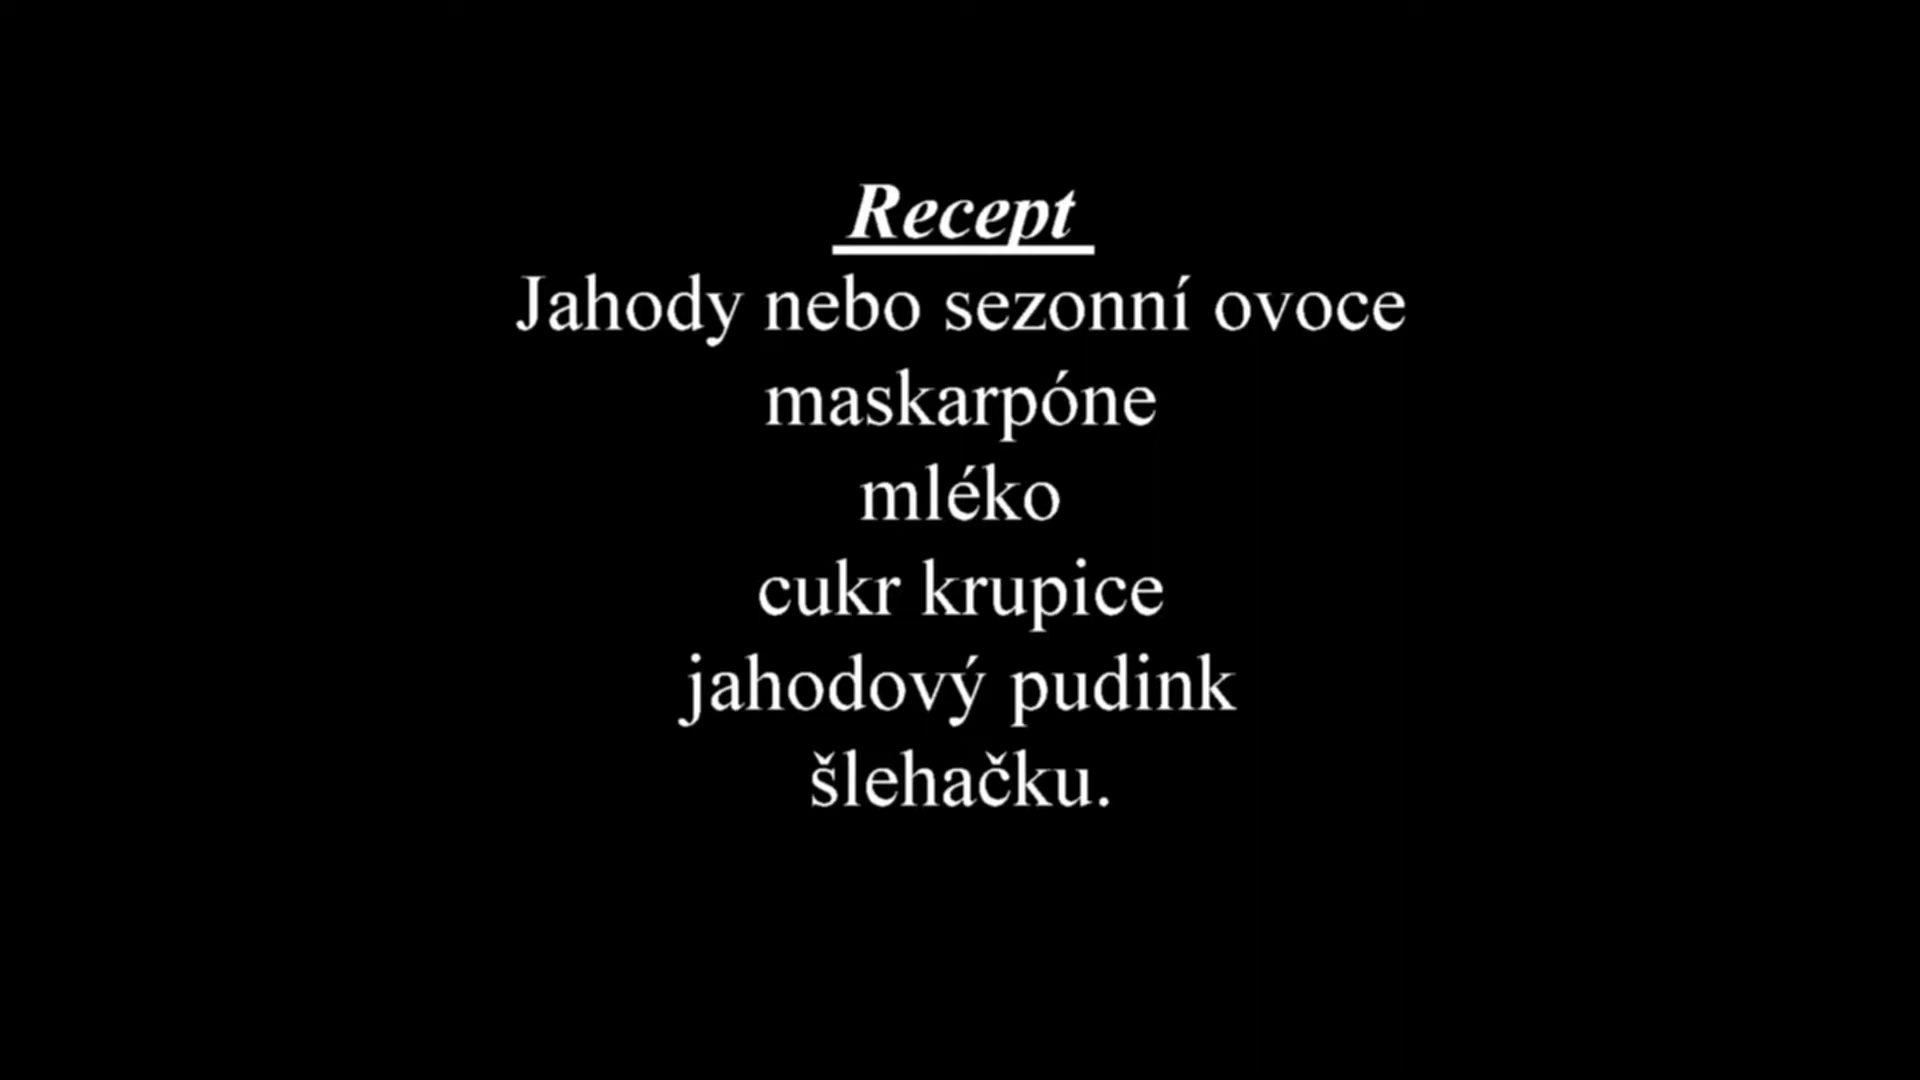 Recept
Jahody nebo sezonní ovoce
maskarpóne
mléko
cukr krupice
jahodový pudink
šlehačku.